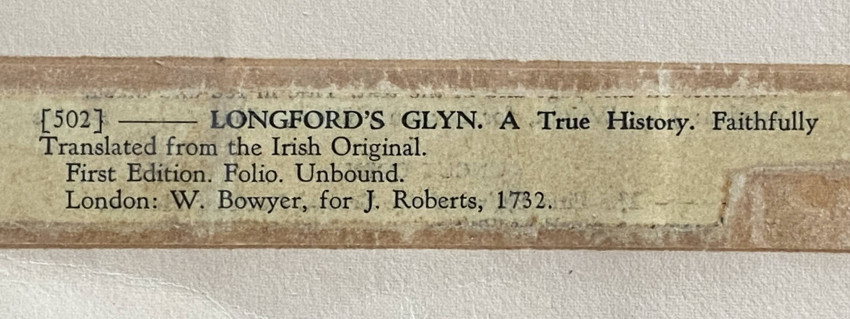 [502] ——— LONGFORD'S GLYN. A True History. Faithfully
Translated from the Irish Original.
First Edition. Folio. Unbound.
London: W. Bowyer, for J. Roberts, 1732.